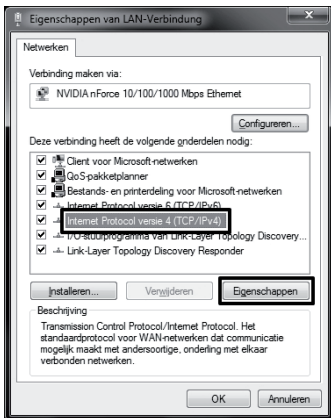 Eigenschappen van LAN-Verbinding
Netwerken
Verbinding maken via:
NVIDIA nForce 10/100/1000 Mbps Ethernet
Configureren...
Deze verbinding heeft de volgende onderdelen nodig:
Client voor Microsoft-netwerken
QoS-pakketplanner
Bestands- en printerdeling voor Microsoft-netwerken
Internet Protocol versie 6 (TCP/IPv6)
Internet Protocol versie 4 (TCP/IPv4)
I/O-stuurprogramma van Link-Layer Topology Discovery...
Link-Layer Topology Discovery Responder
Installeren...
Verwijderen
Eigenschappen
Beschrijving
Transmission Control Protocol/Internet Protocol. Het
standaardprotocol voor WAN-netwerken dat communicatie
mogelijk maakt met andersoortige, onderling met elkaar
verbonden netwerken.
OK
Annuleren